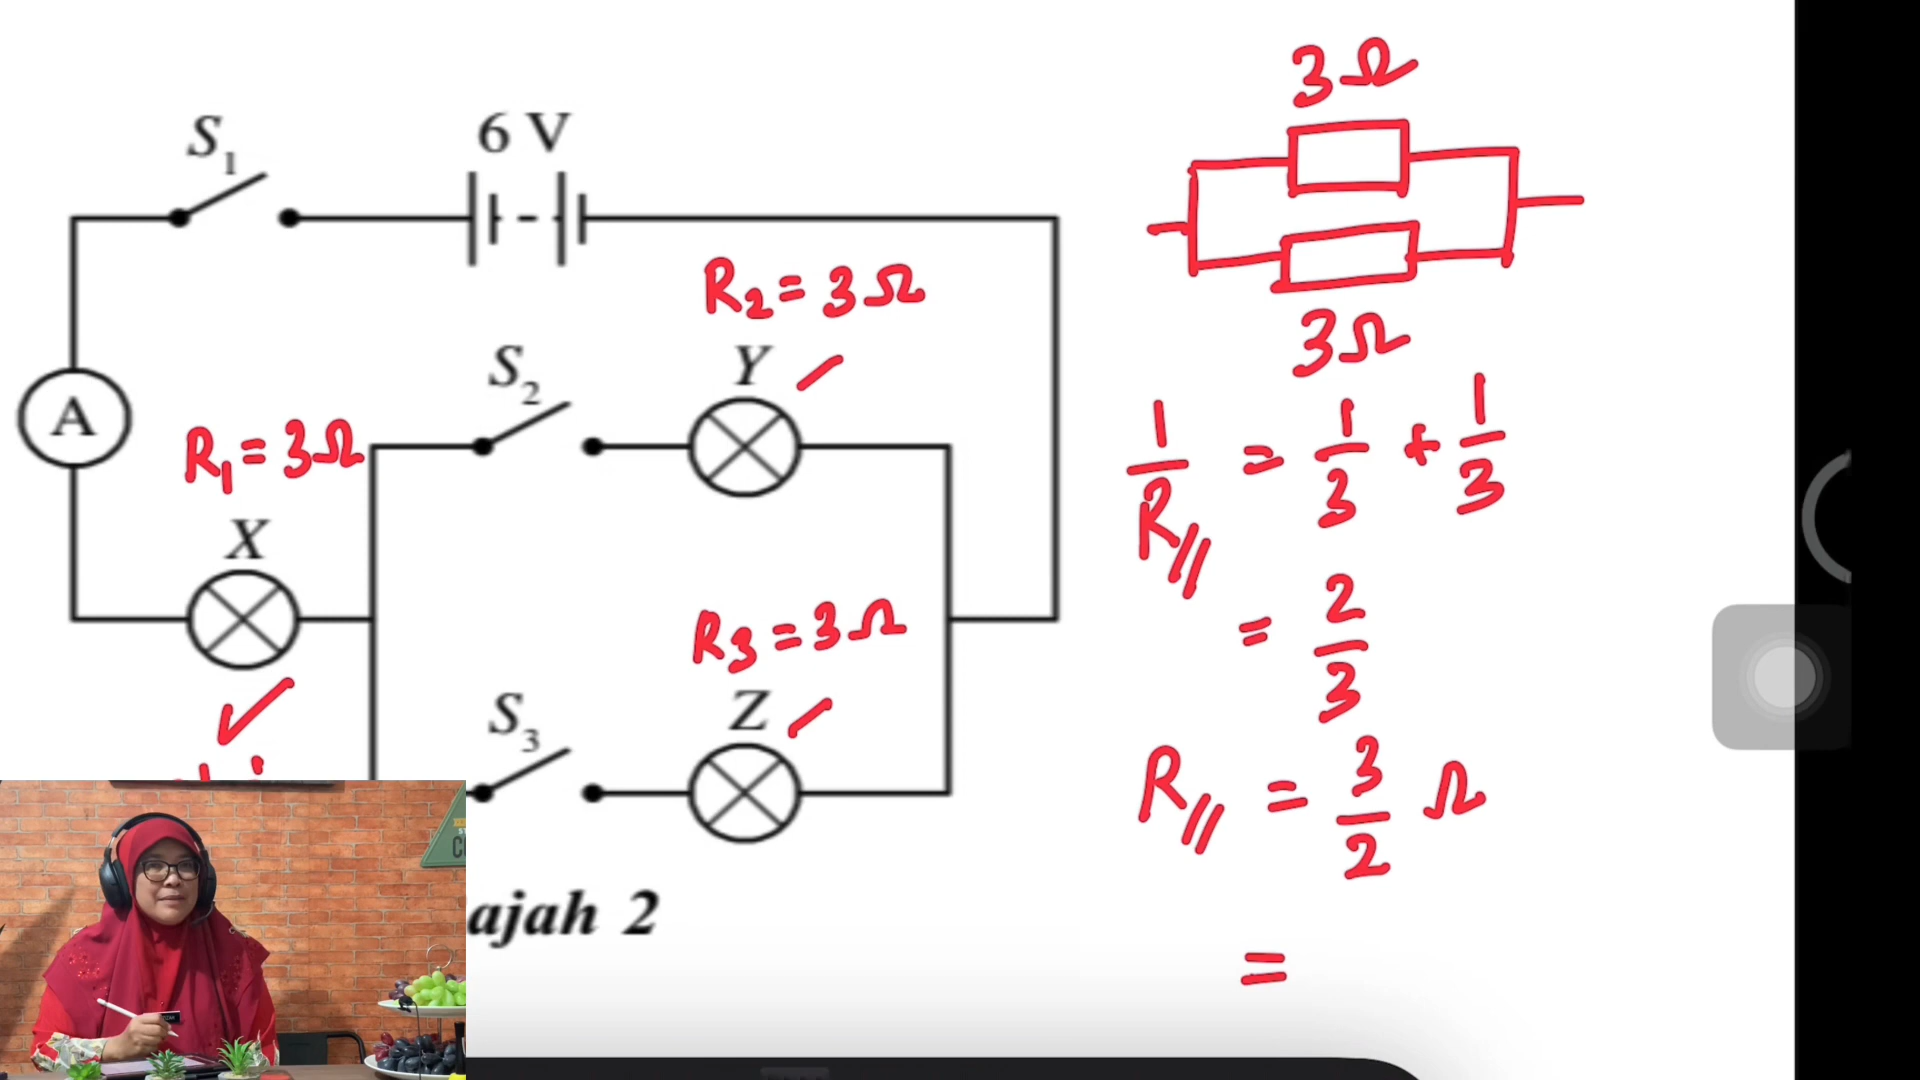 S₁
6 V
R₂ = 3Ω
S₂
Y
A
R₁ = 3Ω
X
R₃ = 3Ω
S₃
Z
ajah 2
3Ω
3Ω
1/R// = 1/3 + 1/3
= 2/3
R// = 3/2 Ω
=